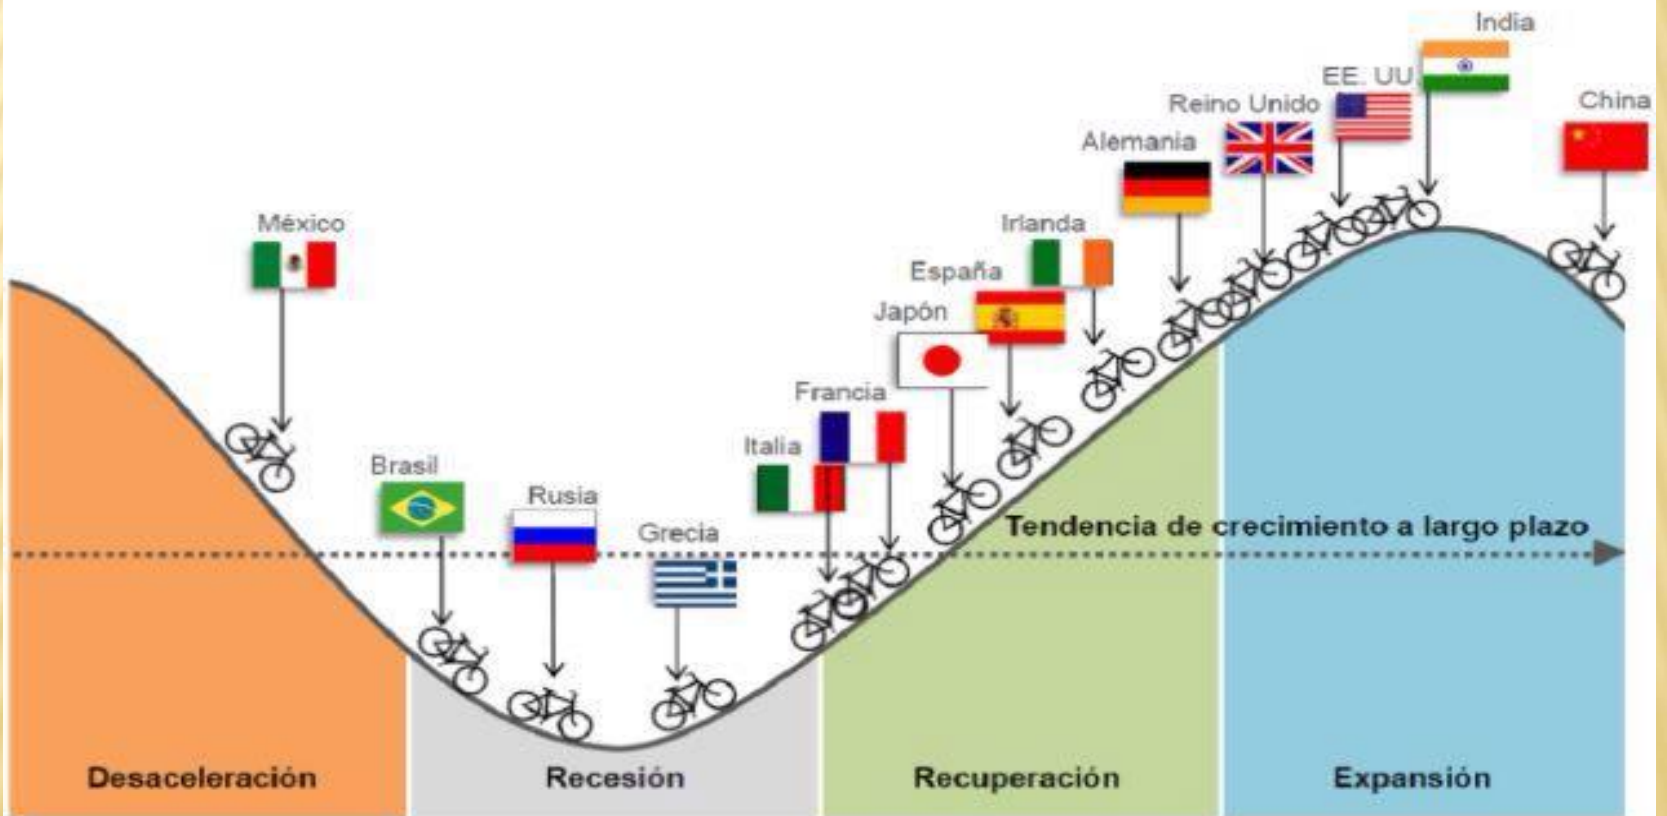 India
EE. UU
China
Reino Unido
Alemania
México
Irlanda
España
Japón
Francia
Italia
Brasil
Rusia
Grecia
Tendencia de crecimiento a largo plazo
Desaceleración
Recesión
Recuperación
Expansión